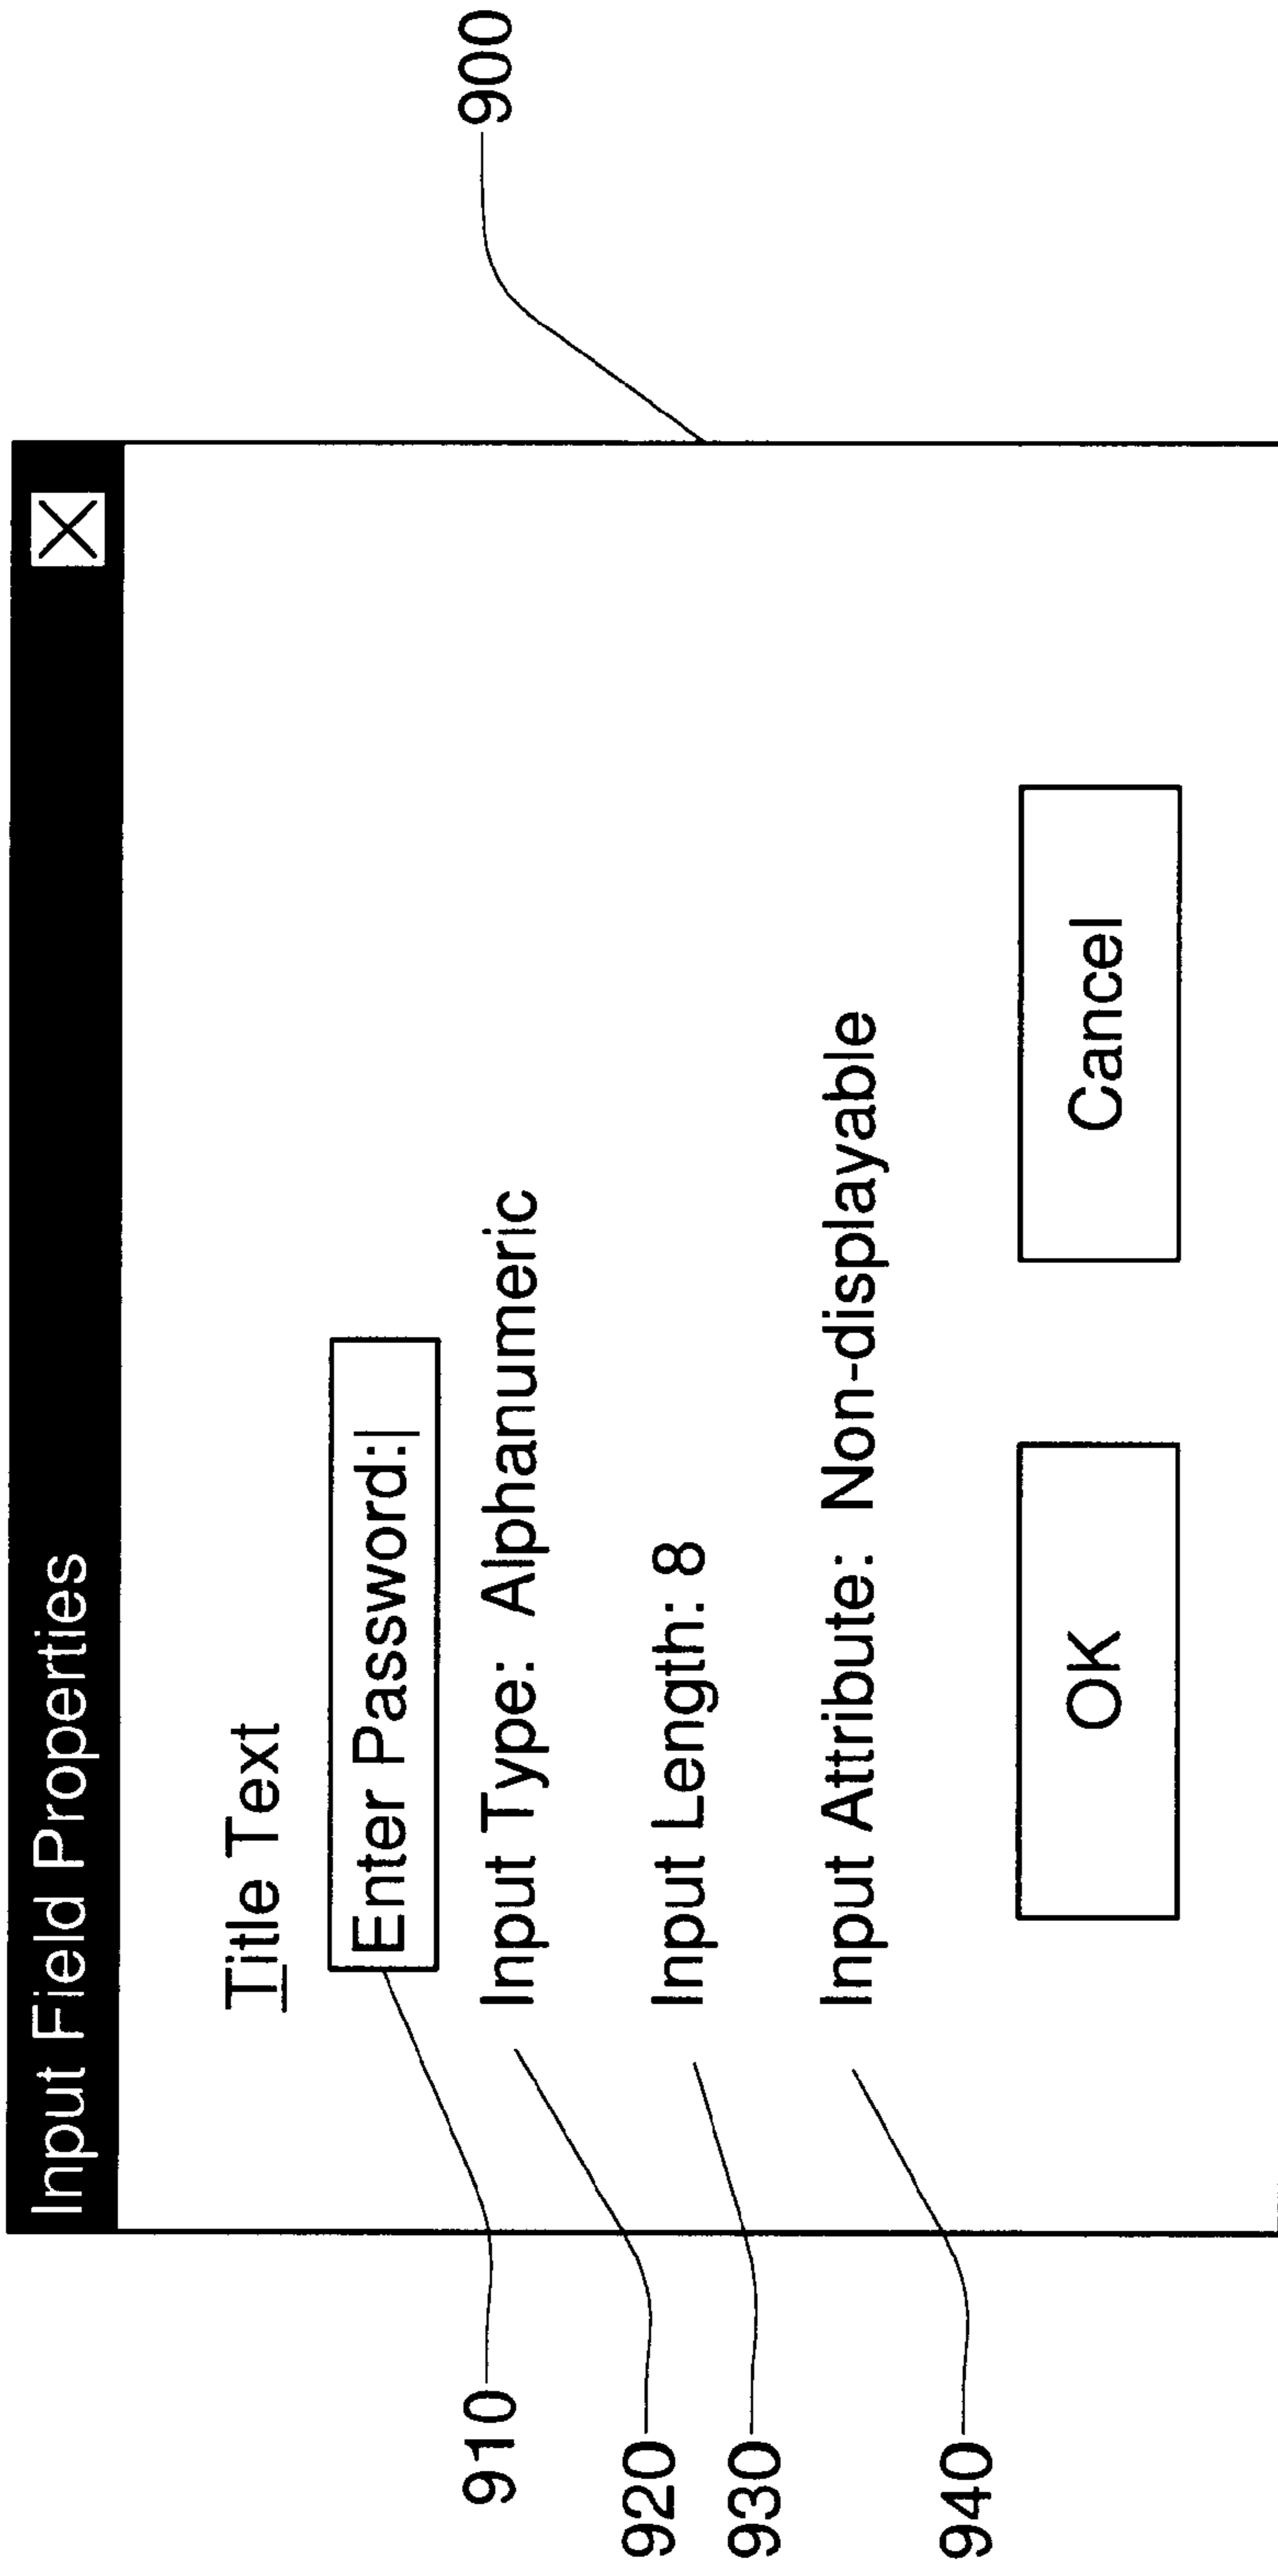 Input Field Properties
Title Text
Enter Password:
Input Type: Alphanumeric
Input Length: 8
Input Attribute: Non-displayable
OK
Cancel
900
910
920
930
940